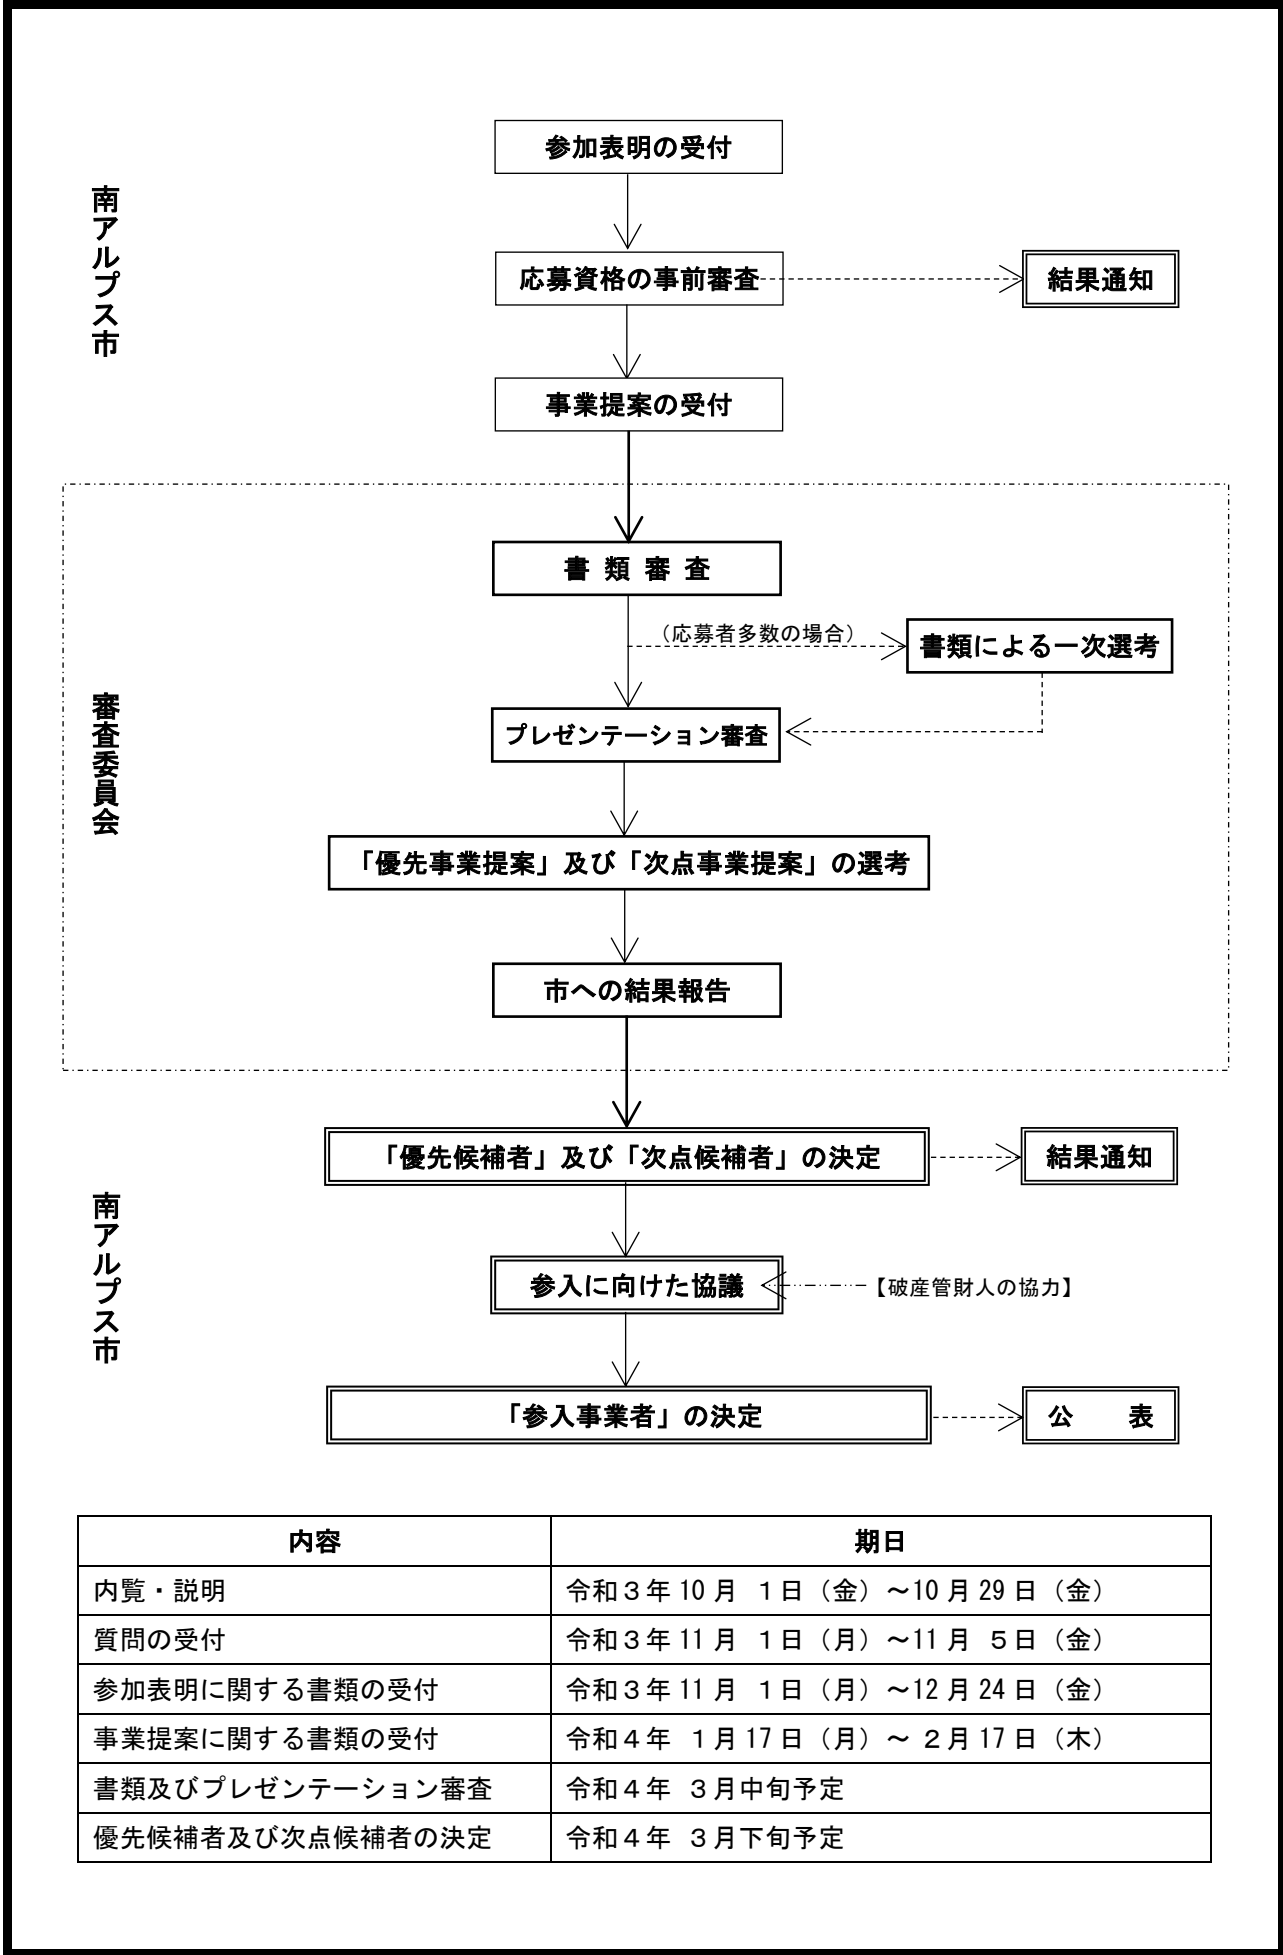 南アルプス市
参加表明の受付
応募資格の事前審査
結果通知
事業提案の受付
審査委員会
書 類 審 査
（応募者多数の場合）
書類による一次選考
プレゼンテーション審査
「優先事業提案」及び「次点事業提案」の選考
市への結果報告
南アルプス市
「優先候補者」及び「次点候補者」の決定
結果通知
参入に向けた協議
【破産管財人の協力】
「参入事業者」の決定
公　　表
内容 期日
内覧・説明 令和３年 10 月 １日（金）～10 月 29 日（金）
質問の受付 令和３年 11 月 １日（月）～11 月 ５日（金）
参加表明に関する書類の受付 令和３年 11 月 １日（月）～12 月 24 日（金）
事業提案に関する書類の受付 令和４年 １月 17 日（月）～ ２月 17 日（木）
書類及びプレゼンテーション審査 令和４年 ３月中旬予定
優先候補者及び次点候補者の決定 令和４年 ３月下旬予定